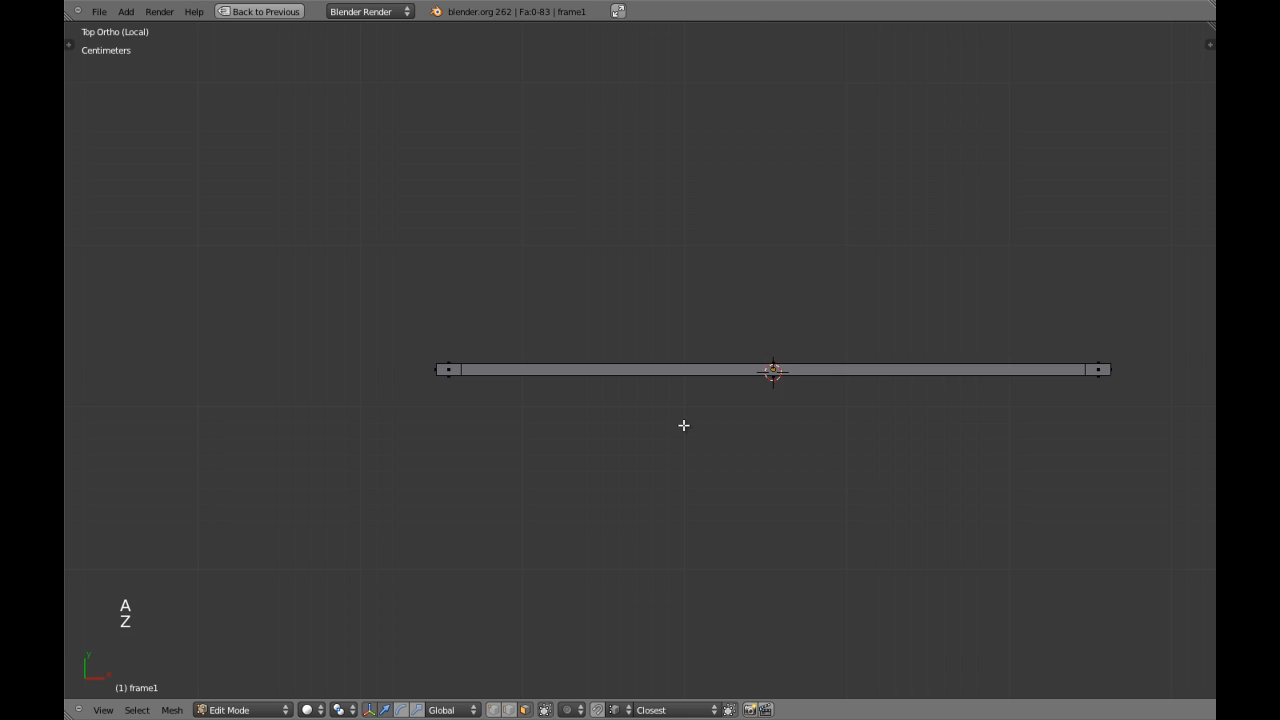 File Add Render Help Back to Previous Blender Render blender.org 262 | Fa:0-83 | frame1
Top Ortho (Local)
Centimeters
A
Z
y
x
(1) frame1
View Select Mesh Edit Mode Global Closest